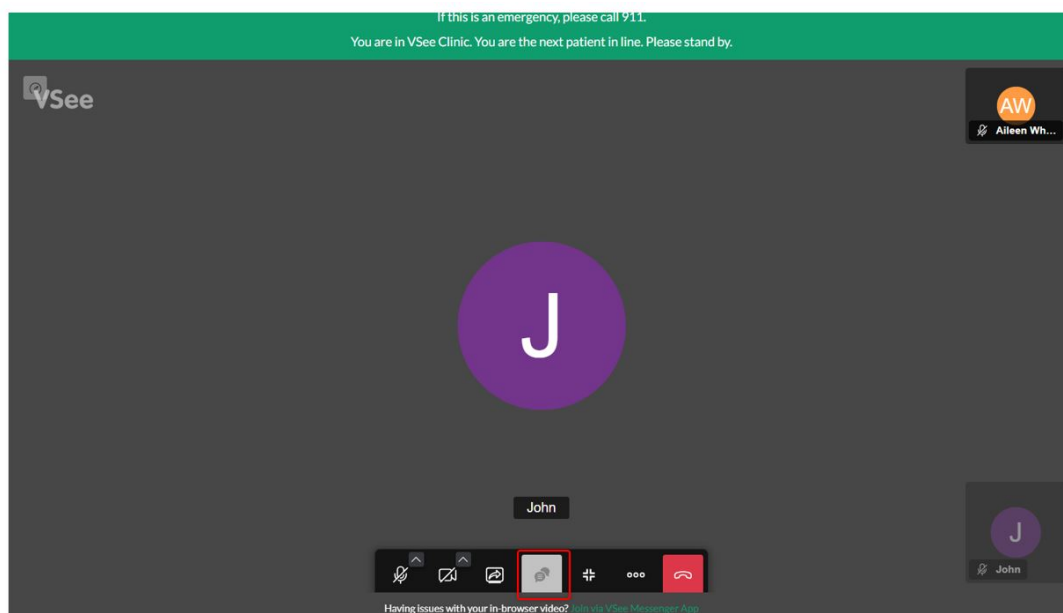 If this is an emergency, please call 911.
You are in VSee Clinic. You are the next patient in line. Please stand by.
VSee
AW
Aileen Wh...
J
John
J
John
Having issues with your in-browser video? Join via VSee Messenger App